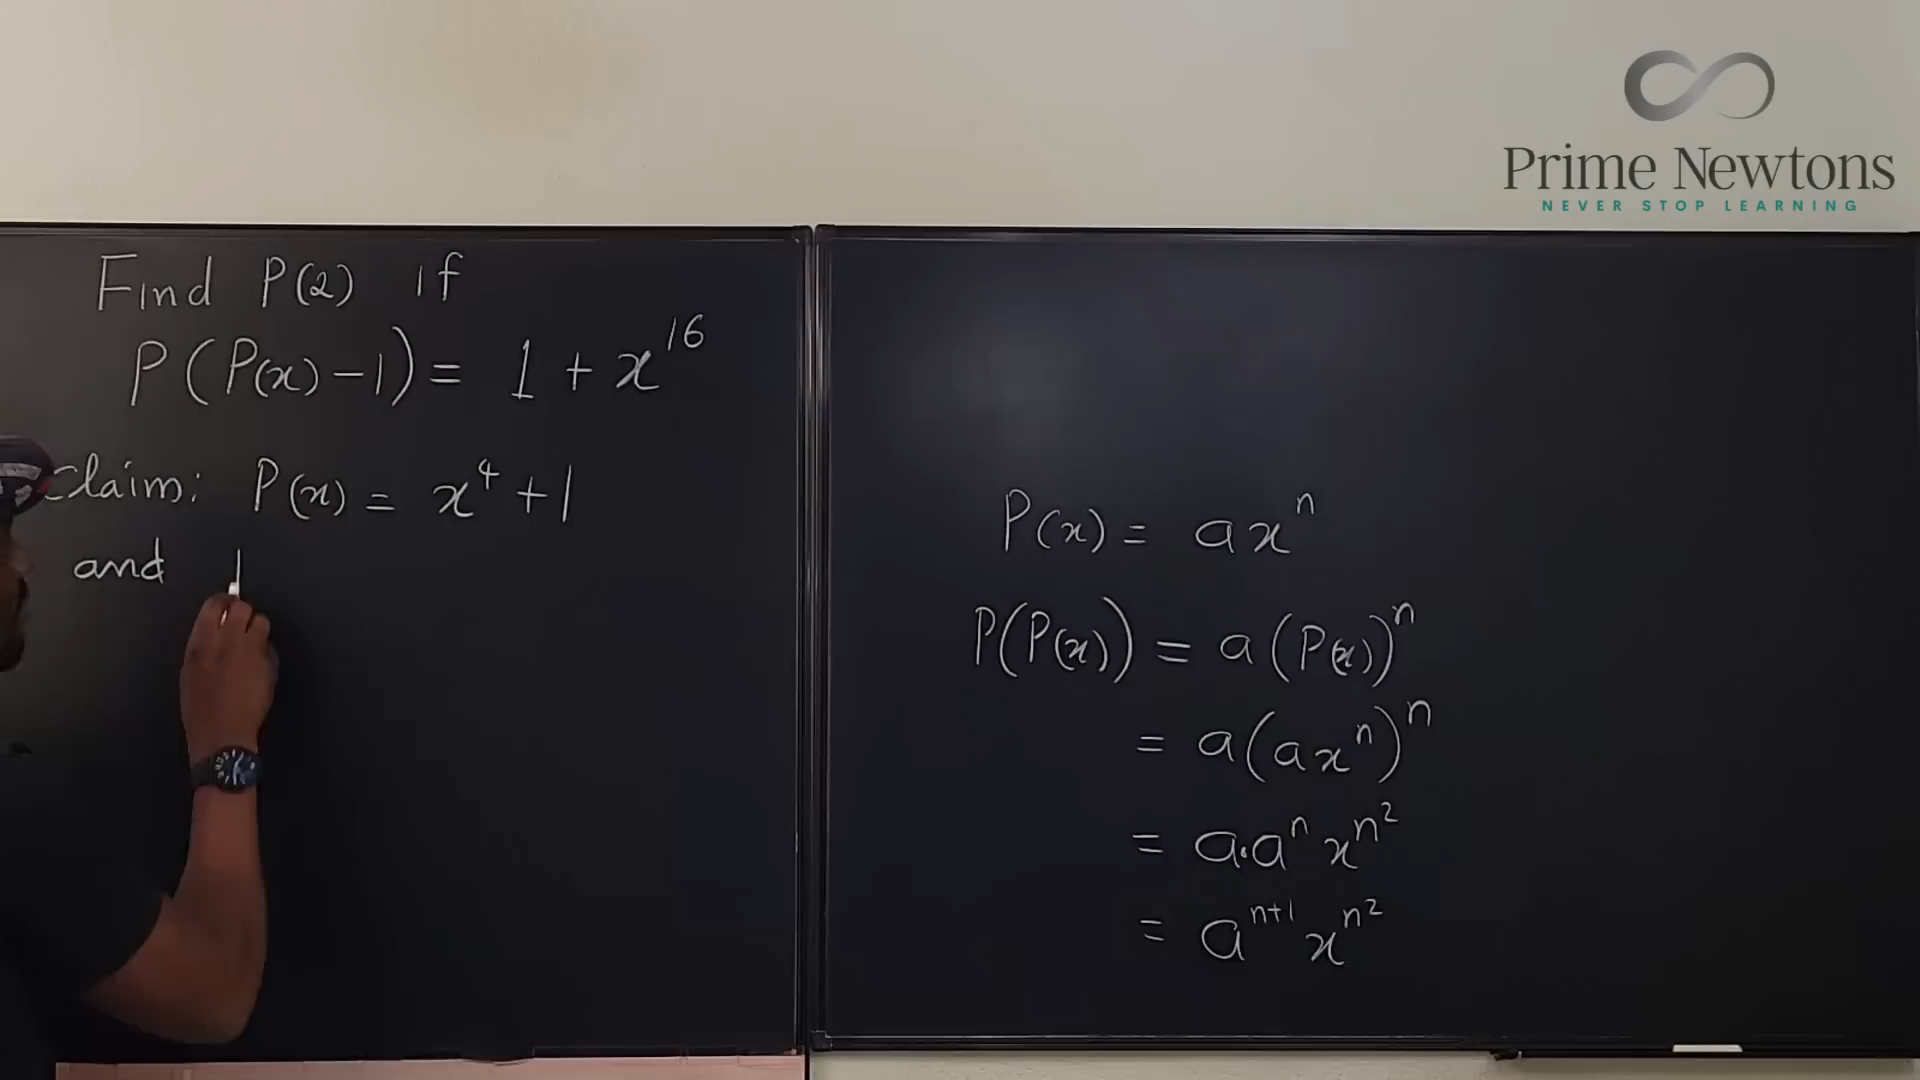 Prime Newtons
NEVER STOP LEARNING
Find P(2) if
P(P(x)-1) = 1 + x^16
Claim: P(x) = x^4 + 1
and
P(x) = ax^n
P(P(x)) = a(P(x))^n
= a(ax^n)^n
= a.a^n x^n^2
= a^n+1 x^n^2